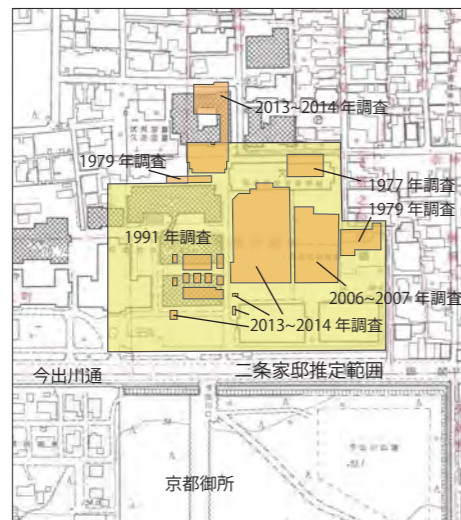 2013~2014 年調査
1979 年調査
1977 年調査
1979 年調査
1991 年調査
2006~2007 年調査
2013~2014 年調査
今出川通
二条家邸推定範囲
京都御所